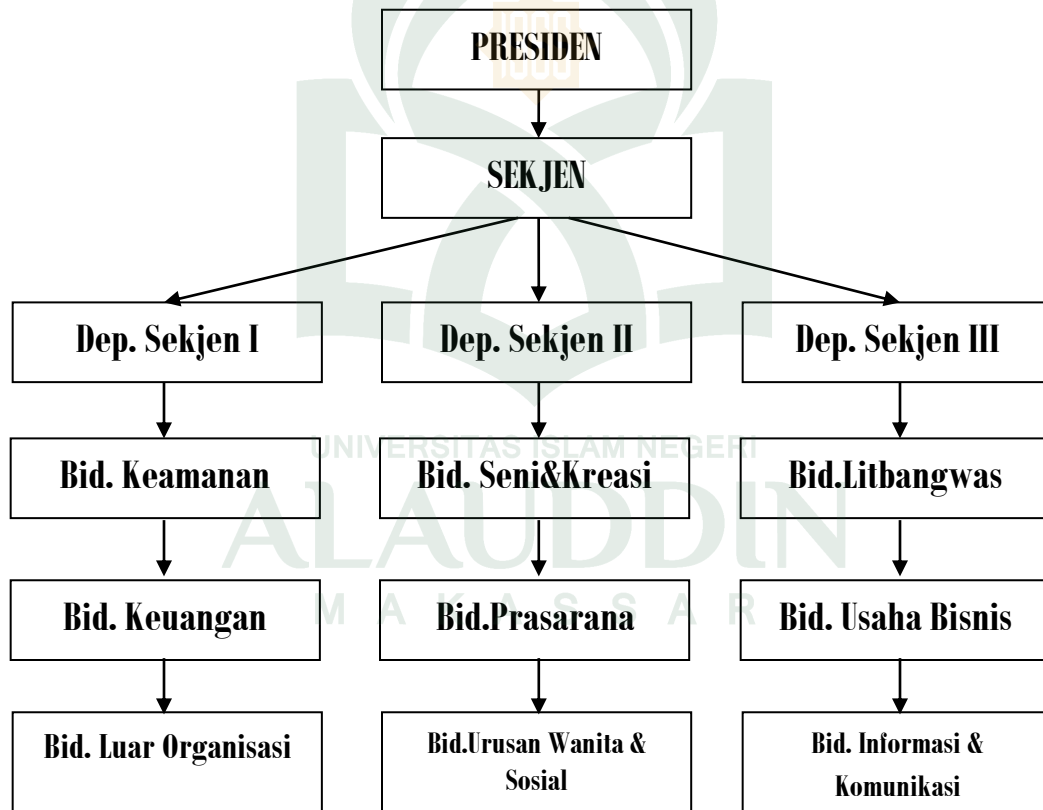 PRESIDEN
SEKJEN
Dep. Sekjen I
Dep. Sekjen II
Dep. Sekjen III
Bid. Keamanan
Bid. Seni&Kreasi
Bid.Litbangwas
Bid. Keuangan
Bid.Prasarana
Bid. Usaha Bisnis
Bid. Luar Organisasi
Bid.Urusan Wanita &
Sosial
Bid. Informasi &
Komunikasi
1000
UNIVERSITAS ISLAM NEGERI
ALAUDDIN
MAKASSAR